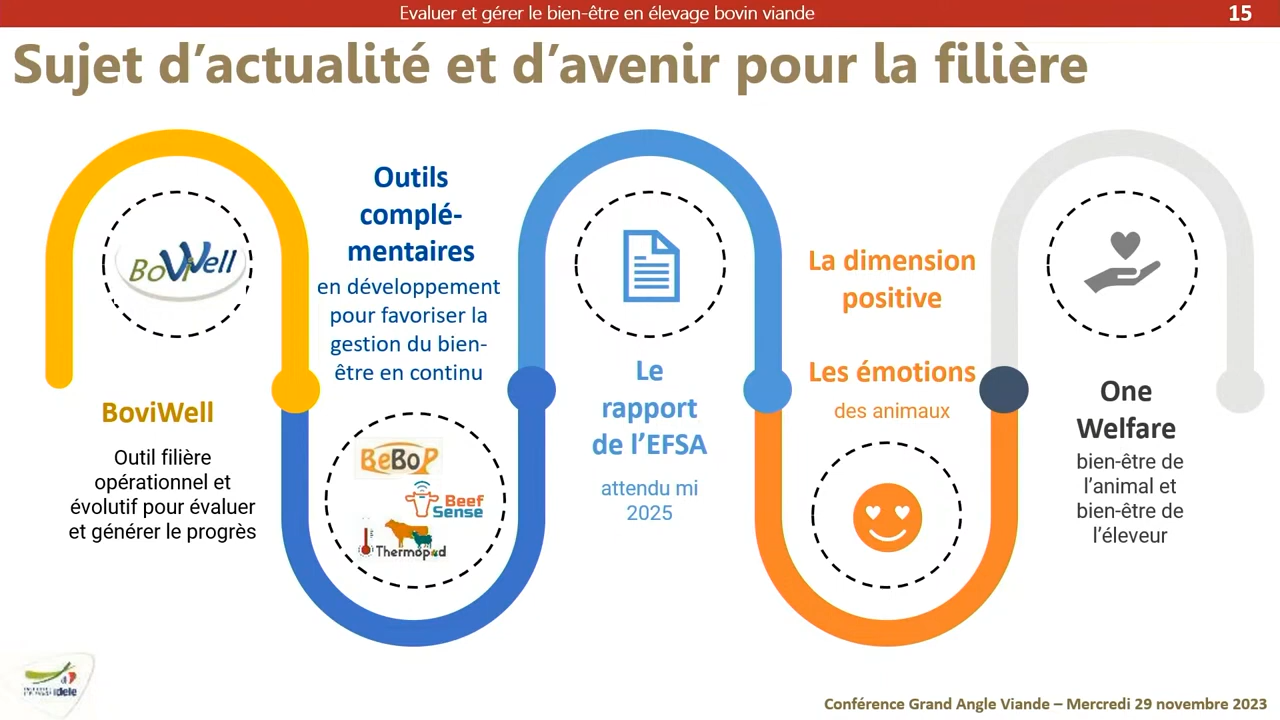 Evaluer et gérer le bien-être en élevage bovin viande
15
Sujet d’actualité et d’avenir pour la filière
BoviWell
BoviWell
Outil filière
opérationnel et
évolutif pour évaluer
et générer le progrès
Outils
complé-
mentaires
en développement
pour favoriser la
gestion du bien-
être en continu
BeBoP
Beef
Sense
Thermopod
Le
rapport
de l’EFSA
attendu mi
2025
La dimension
positive
Les émotions
des animaux
One
Welfare
bien-être de
l’animal et
bien-être de
l’éleveur
idele
Conférence Grand Angle Viande – Mercredi 29 novembre 2023